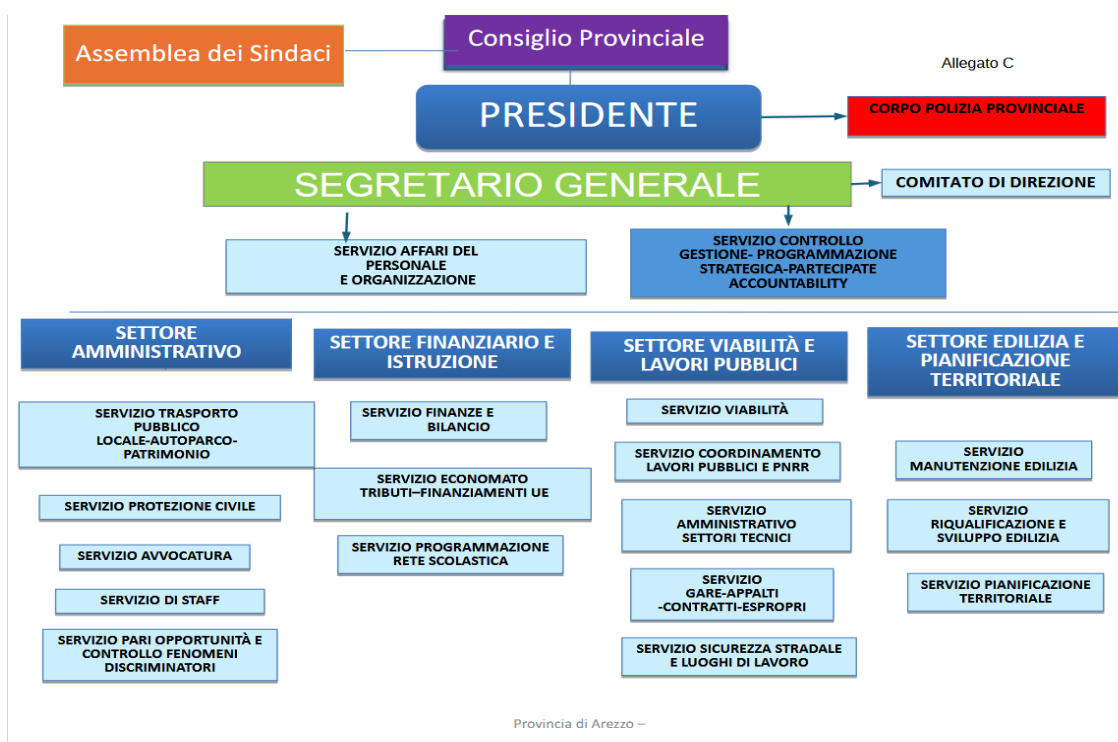 Assemblea dei Sindaci
Consiglio Provinciale
Allegato C
PRESIDENTE
CORPO POLIZIA PROVINCIALE
SEGRETARIO GENERALE
COMITATO DI DIREZIONE
SERVIZIO AFFARI DEL
PERSONALE
E ORGANIZZAZIONE
SERVIZIO CONTROLLO
GESTIONE- PROGRAMMAZIONE
STRATEGICA-PARTECIPATE
ACCOUNTABILITY
SETTORE
AMMINISTRATIVO
SERVIZIO TRASPORTO
PUBBLICO
LOCALE-AUTOPARCO-
PATRIMONIO
SERVIZIO PROTEZIONE CIVILE
SERVIZIO AVVOCATURA
SERVIZIO DI STAFF
SERVIZIO PARI OPPORTUNITÀ E
CONTROLLO FENOMENI
DISCRIMINATORI
SETTORE FINANZIARIO E
ISTRUZIONE
SERVIZIO FINANZE E
BILANCIO
SERVIZIO ECONOMATO
TRIBUTI–FINANZIAMENTI UE
SERVIZIO PROGRAMMAZIONE
RETE SCOLASTICA
SETTORE VIABILITÀ E
LAVORI PUBBLICI
SERVIZIO VIABILITÀ
SERVIZIO COORDINAMENTO
LAVORI PUBBLICI E PNRR
SERVIZIO
AMMINISTRATIVO
SETTORI TECNICI
SERVIZIO
GARE-APPALTI
-CONTRATTI-ESPROPRI
SERVIZIO SICUREZZA STRADALE
E LUOGHI DI LAVORO
SETTORE EDILIZIA E
PIANIFICAZIONE
TERRITORIALE
SERVIZIO
MANUTENZIONE EDILIZIA
SERVIZIO
RIQUALIFICAZIONE E
SVILUPPO EDILIZIA
SERVIZIO PIANIFICAZIONE
TERRITORIALE
Provincia di Arezzo –